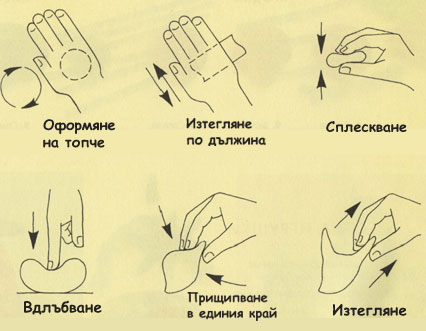 Оформяне
на топче
Изтегляне
по дължина
Сплескване
Вдлъбване
Прищипване
в единия край
Изтегляне